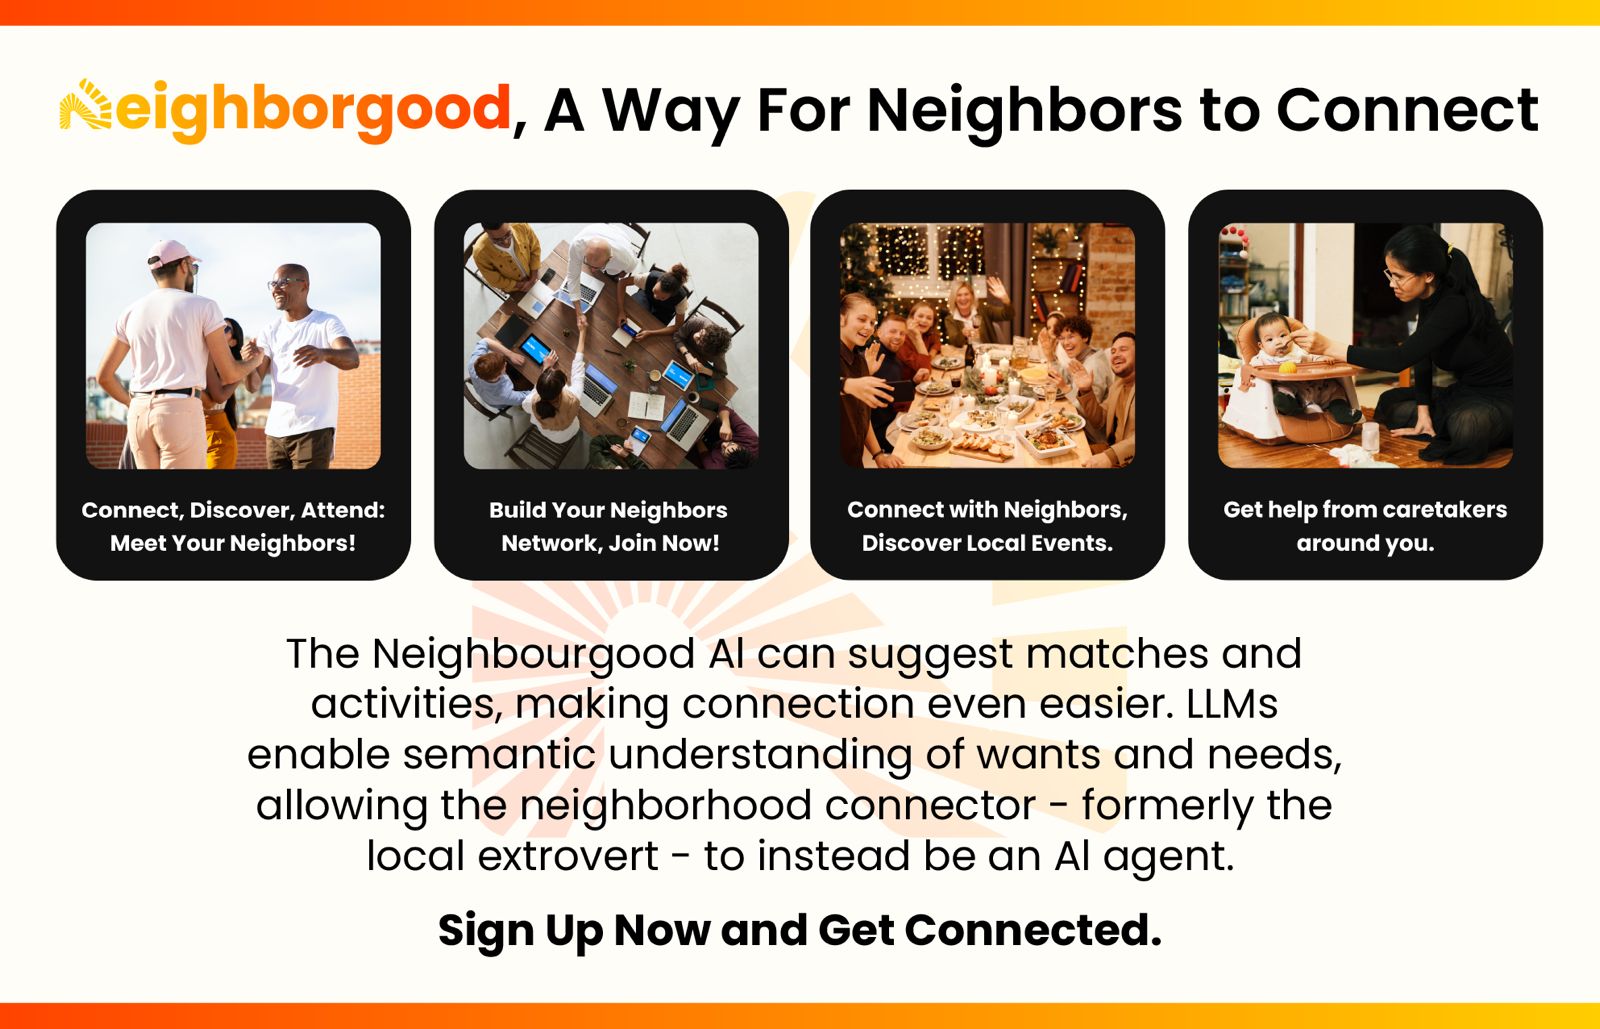 Neighborgood, A Way For Neighbors to Connect
Connect, Discover, Attend:
Meet Your Neighbors!
Build Your Neighbors
Network, Join Now!
Connect with Neighbors,
Discover Local Events.
Get help from caretakers
around you.
The Neighbourgood AI can suggest matches and
activities, making connection even easier. LLMs
enable semantic understanding of wants and needs,
allowing the neighborhood connector - formerly the
local extrovert - to instead be an AI agent.
Sign Up Now and Get Connected.